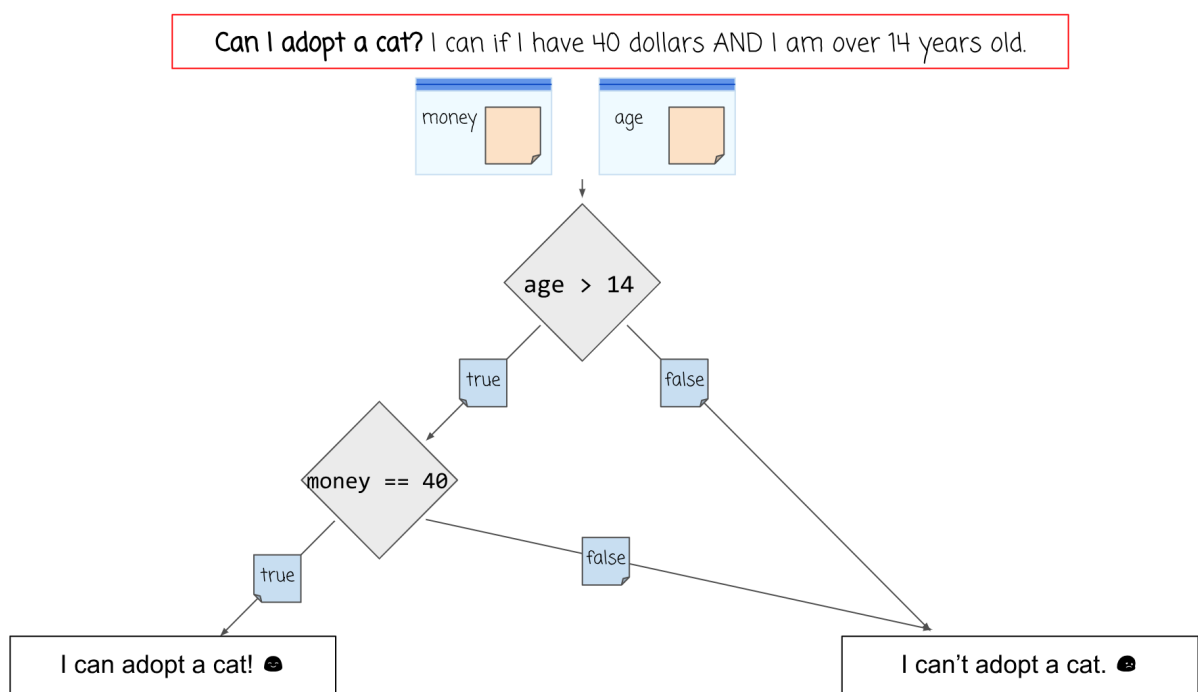 Can I adopt a cat? I can if I have 40 dollars AND I am over 14 years old.
money
age
age > 14
true
false
money == 40
false
true
I can adopt a cat!
I can’t adopt a cat.